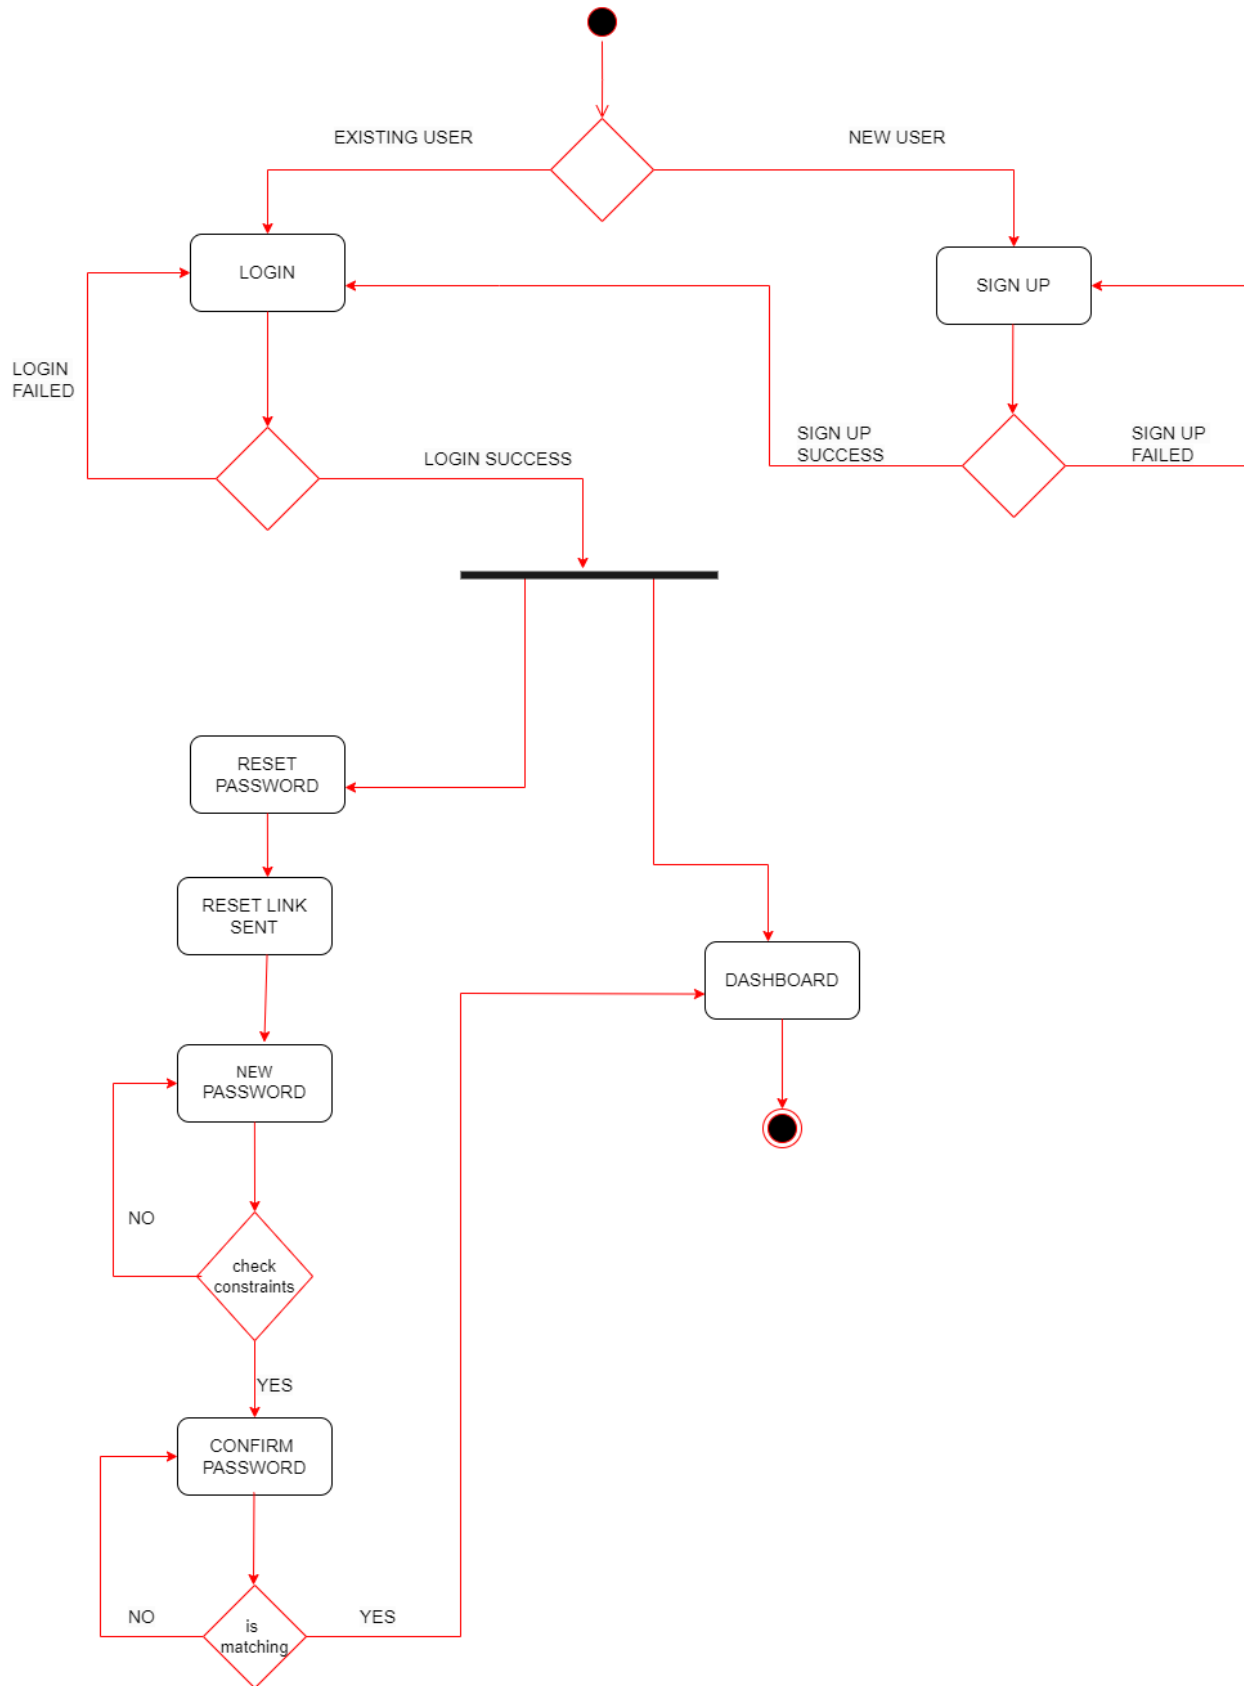 EXISTING USER
NEW USER
LOGIN
SIGN UP
LOGIN
FAILED
SIGN UP
SUCCESS
SIGN UP
FAILED
LOGIN SUCCESS
RESET
PASSWORD
RESET LINK
SENT
DASHBOARD
NEW
PASSWORD
NO
check
constraints
YES
CONFIRM
PASSWORD
NO
YES
is
matching